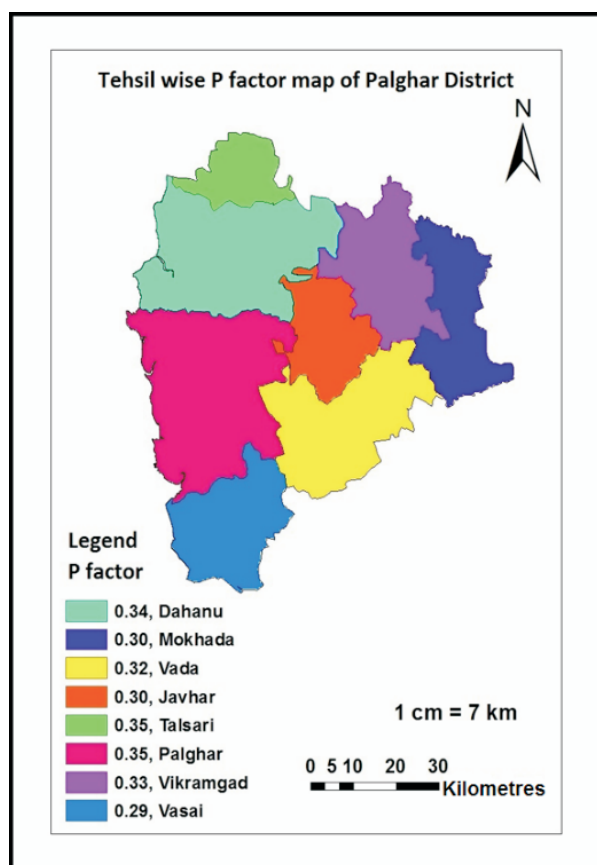 Tehsil wise P factor map of Palghar District
N
Legend
P factor
0.34, Dahanu
0.30, Mokhada
0.32, Vada
0.30, Javhar
0.35, Talsari
0.35, Palghar
0.33, Vikramgad
0.29, Vasai
1 cm = 7 km
0 5 10 20 30
Kilometres